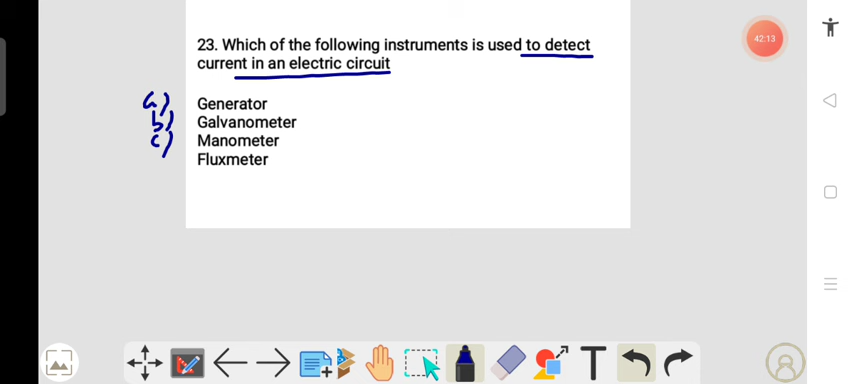 42:13
23. Which of the following instruments is used to detect
current in an electric circuit
a) Generator
b) Galvanometer
c) Manometer
Fluxmeter
T